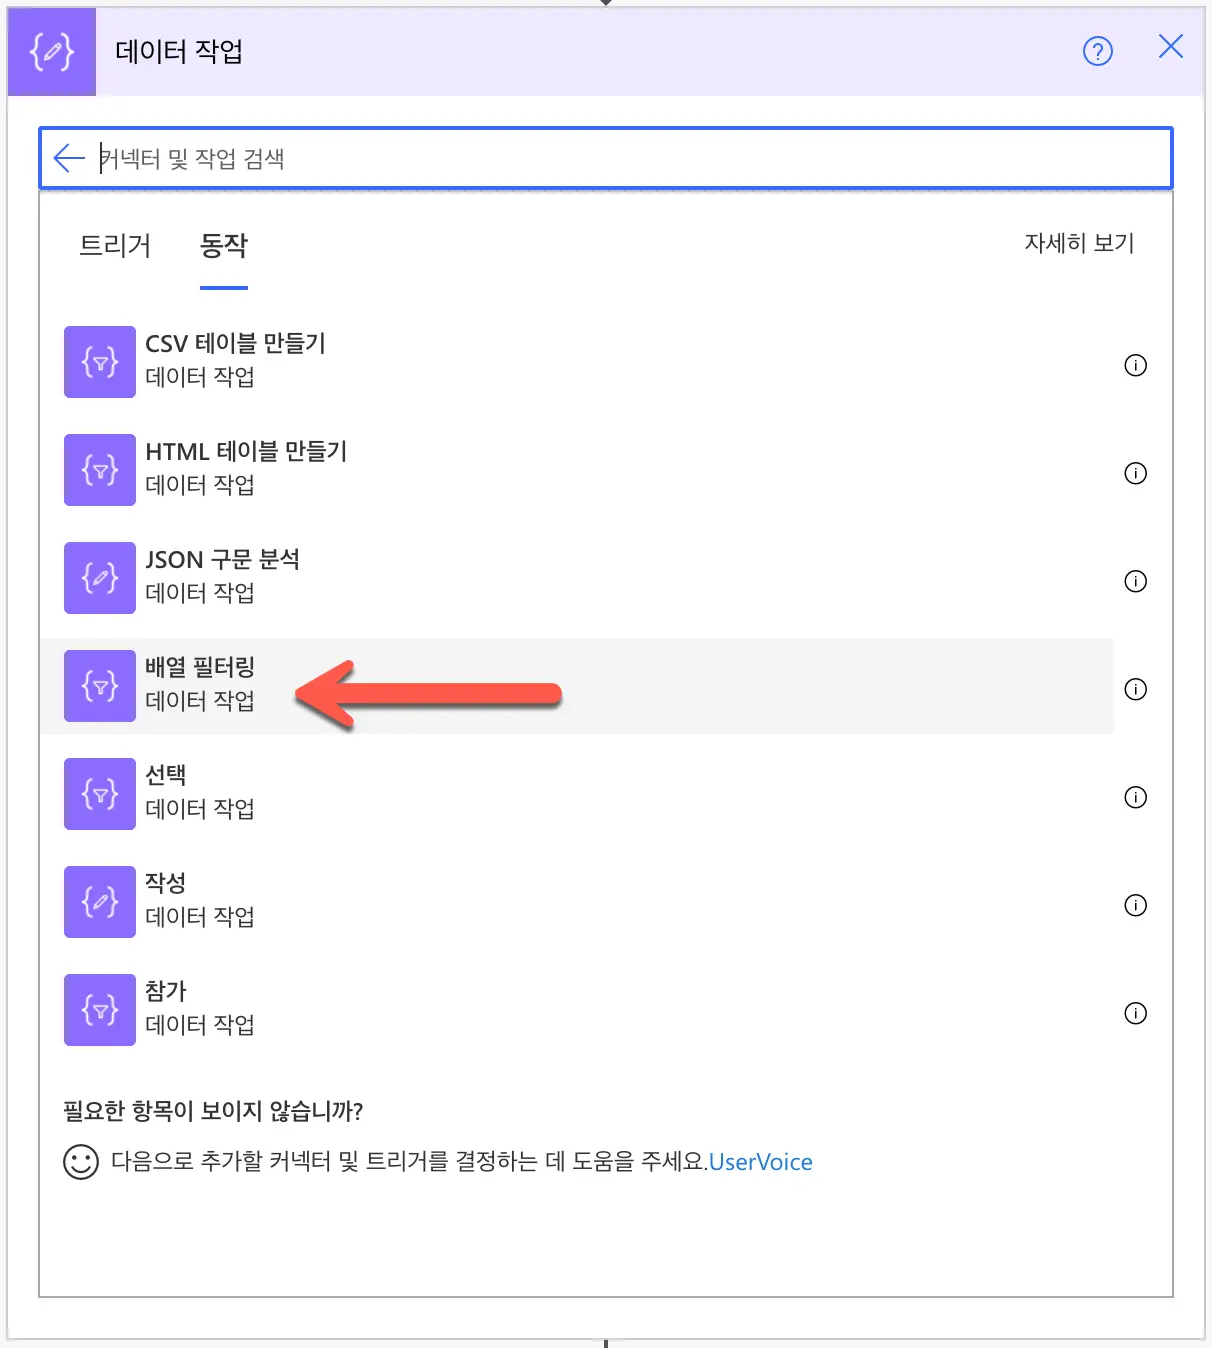 데이터 작업
커넥터 및 작업 검색
트리거 동작 자세히 보기
CSV 테이블 만들기
데이터 작업
HTML 테이블 만들기
데이터 작업
JSON 구문 분석
데이터 작업
배열 필터링
데이터 작업
선택
데이터 작업
작성
데이터 작업
참가
데이터 작업
필요한 항목이 보이지 않습니까?
다음으로 추가할 커넥터 및 트리거를 결정하는 데 도움을 주세요.UserVoice